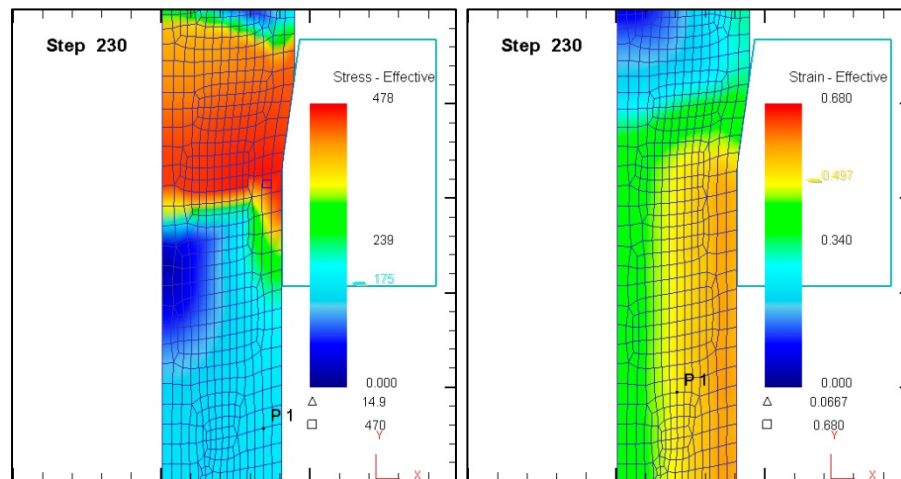 Step 230
Stress - Effective
478
239
175
0.000
△ 14.9
□ 470
P 1
Y
X
Step 230
Strain - Effective
0.680
0.497
0.340
0.000
P 1
△ 0.0667
□ 0.680
Y
X